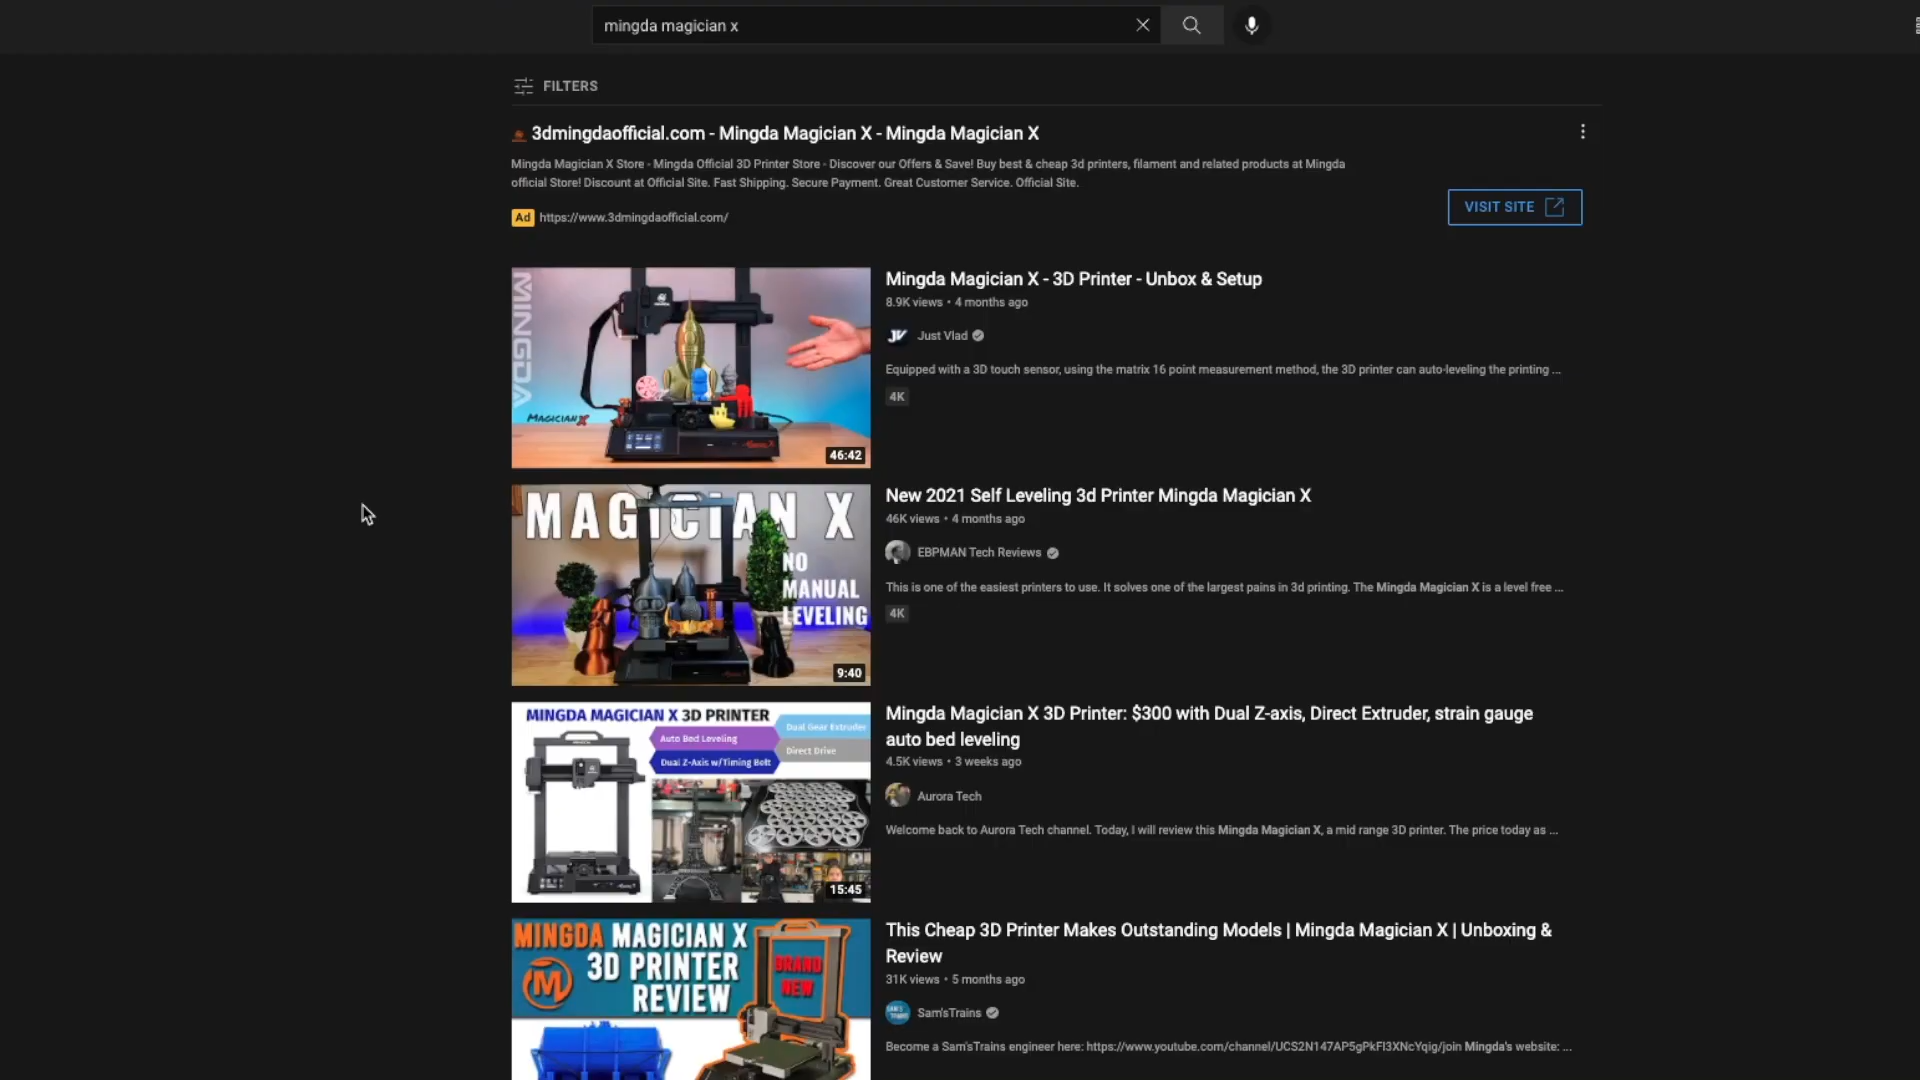 mingda magician x
FILTERS
3dmingdaofficial.com - Mingda Magician X - Mingda Magician X
Mingda Magician X Store - Mingda Official 3D Printer Store - Discover our Offers & Save! Buy best & cheap 3d printers, filament and related products at Mingda
official Store! Discount at Official Site. Fast Shipping. Secure Payment. Great Customer Service. Official Site.
Ad https://www.3dmingdaofficial.com/
VISIT SITE
MINGDA
MAGICIAN X
46:42
Mingda Magician X - 3D Printer - Unbox & Setup
8.9K views • 4 months ago
JV Just Vlad
Equipped with a 3D touch sensor, using the matrix 16 point measurement method, the 3D printer can auto-leveling the printing ...
4K
MAGICIAN X
NO
MANUAL
LEVELING
9:40
New 2021 Self Leveling 3d Printer Mingda Magician X
46K views • 4 months ago
EBPMAN Tech Reviews
This is one of the easiest printers to use. It solves one of the largest pains in 3d printing. The Mingda Magician X is a level free ...
4K
MINGDA MAGICIAN X 3D PRINTER
Dual Gear Extruder
Auto Bed Leveling
Direct Drive
Dual Z-Axis w/Timing Belt
15:45
Mingda Magician X 3D Printer: $300 with Dual Z-axis, Direct Extruder, strain gauge
auto bed leveling
4.5K views • 3 weeks ago
Aurora Tech
Welcome back to Aurora Tech channel. Today, I will review this Mingda Magician X, a mid range 3D printer. The price today as ...
MINGDA MAGICIAN X
3D PRINTER
REVIEW
BRAND
NEW
This Cheap 3D Printer Makes Outstanding Models | Mingda Magician X | Unboxing &
Review
31K views • 5 months ago
Sam'sTrains
Become a Sam'sTrains engineer here: https://www.youtube.com/channel/UCS2N147AP5gPkFI3XNcYqig/join Mingda's website: ...